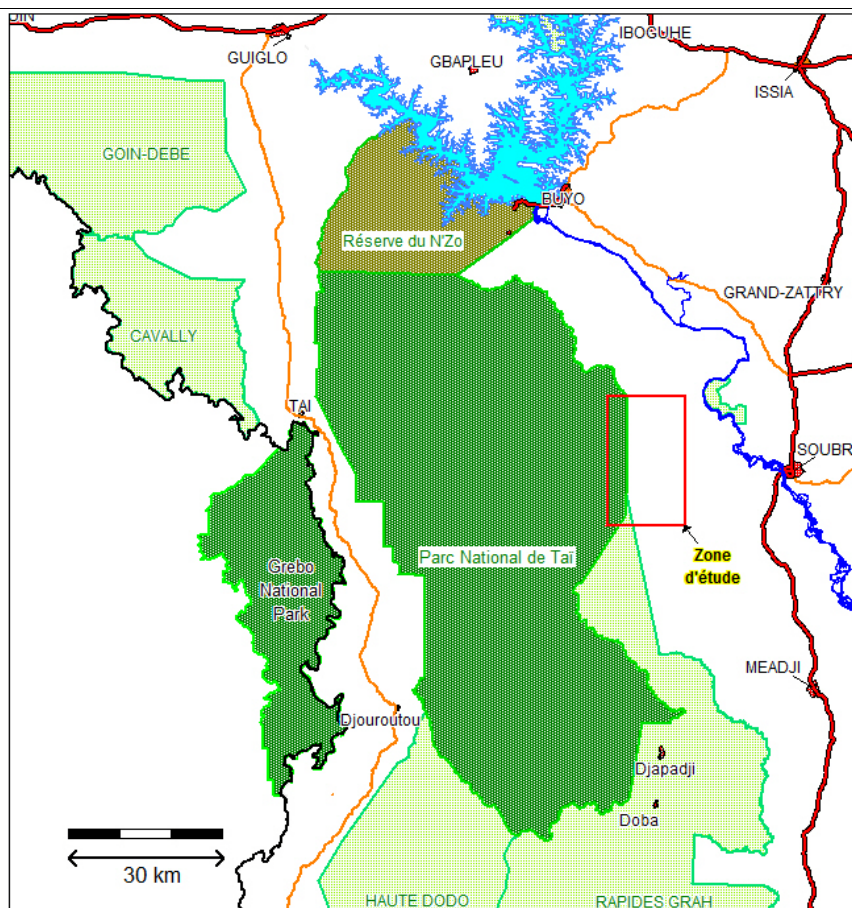 GUIGLO
GBAPLEU
IBOGUHE
ISSIA
GOIN-DEBE
BUYO
Réserve du N'Zo
GRAND-ZATTRY
CAVALLY
TAI
SOUBR
Parc National de Taï
Zone
d'étude
Grebo
National
Park
MEADJI
Djouroutou
Djapadji
Doba
30 km
HAUTE DODO
RAPIDES GRAH